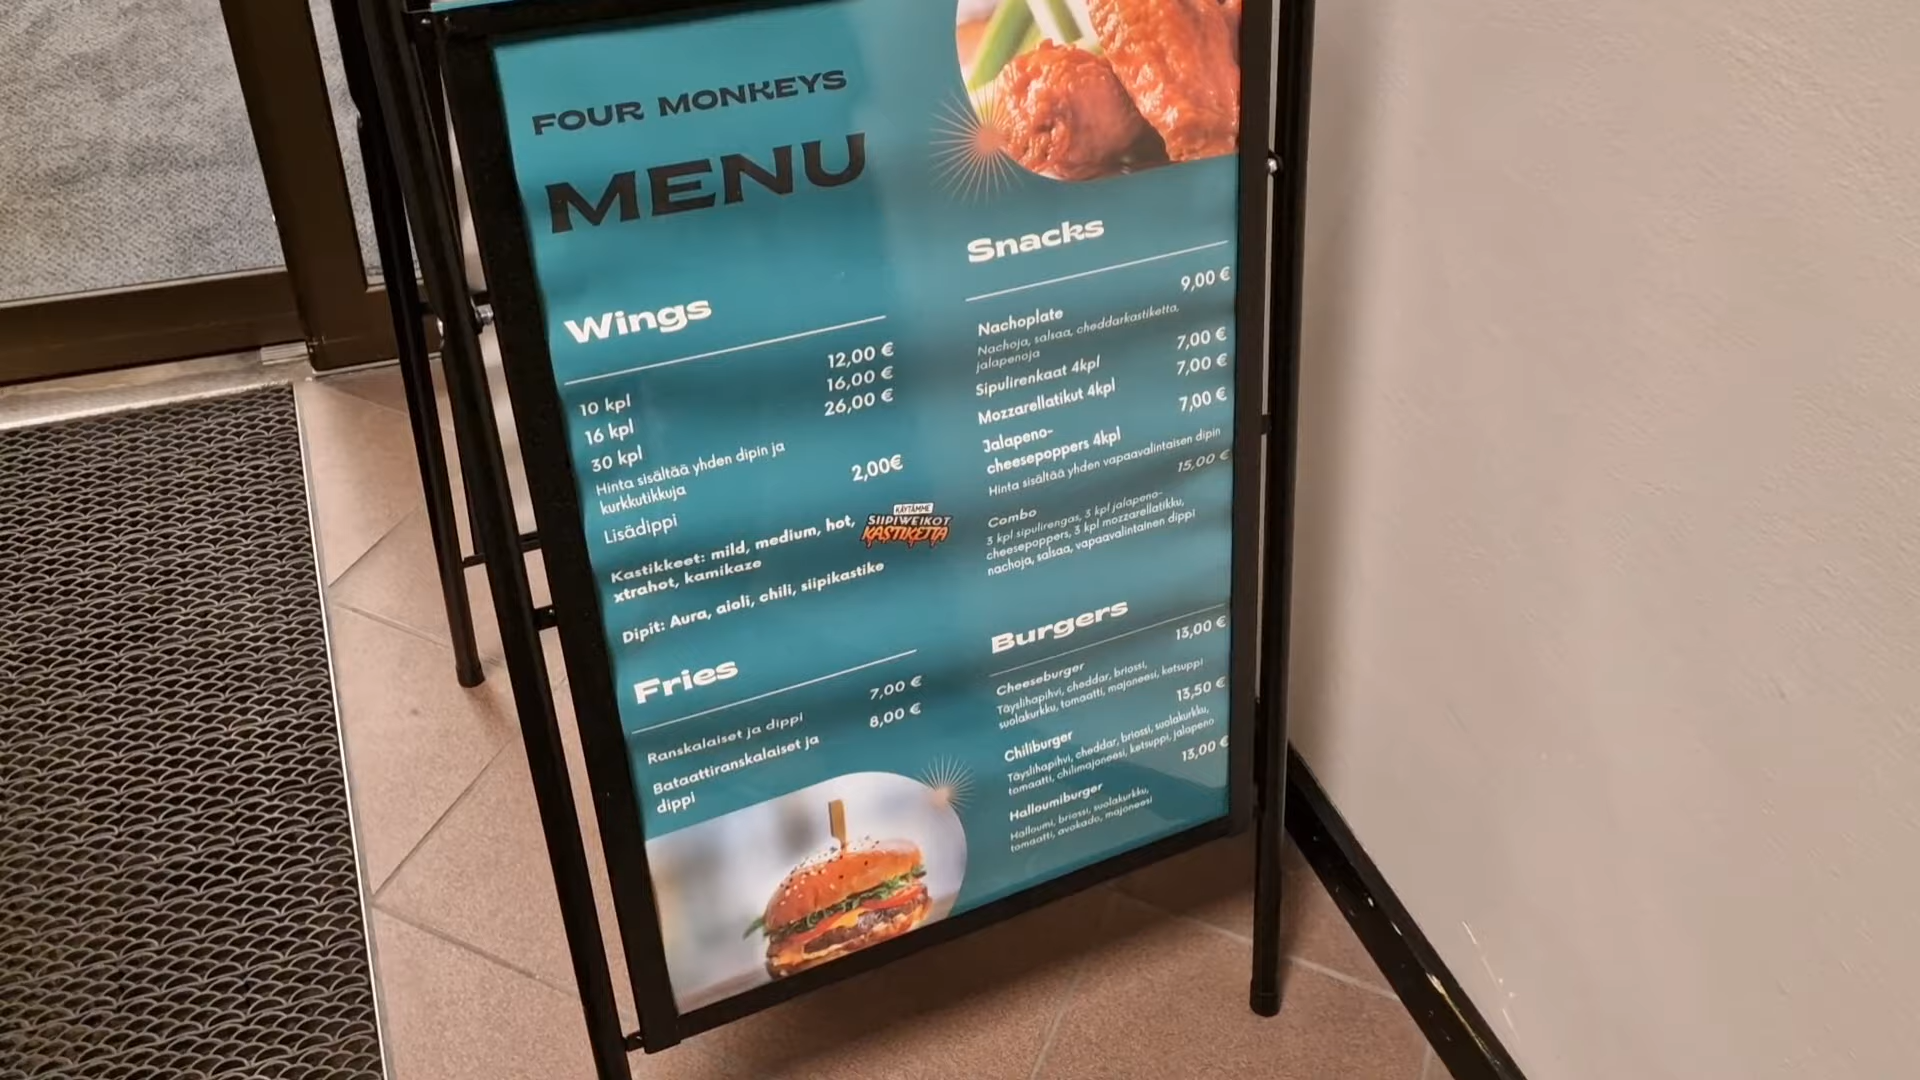 FOUR MONKEYS
MENU
Wings
12,00 €
10 kpl
16,00 €
16 kpl
26,00 €
30 kpl
Hinta sisältää yhden dipin ja
kurkkutikkuja
2,00€
Lisädippi
Kastikkeet: mild, medium, hot,
xtrahot, kamikaze
KÄYTÄMME
SIIPIWEIKOT
KASTIKETTA
Dipit: Aura, aioli, chili, siipikastike
Fries
7,00 €
Ranskalaiset ja dippi
8,00 €
Bataattiranskalaiset ja
dippi
Snacks
9,00 €
Nachoplate
Nachoja, salsaa, cheddarkastiketta,
jalapenoja
7,00 €
Sipulirenkaat 4kpl
7,00 €
Mozzarellatikut 4kpl
7,00 €
Jalapeno-
cheesepoppers 4kpl
Hinta sisältää yhden vapaavalintaisen dipin
15,00 €
Combo
3 kpl sipulirengas, 3 kpl jalapeno-
cheesepoppers, 3 kpl mozzarellatikku,
nachoja, salsaa, vapaavalintainen dippi
Burgers
13,00 €
Cheeseburger
Täyslihapihvi, cheddar, briossi,
suolakurkku, tomaatti, majoneesi, ketsuppi
13,50 €
Chiliburger
Täyslihapihvi, cheddar, briossi, suolakurkku,
tomaatti, chilimajoneesi, ketsuppi, jalapeno
13,00 €
Halloumiburger
Halloumi, briossi, suolakurkku,
tomaatti, avokado, majoneesi